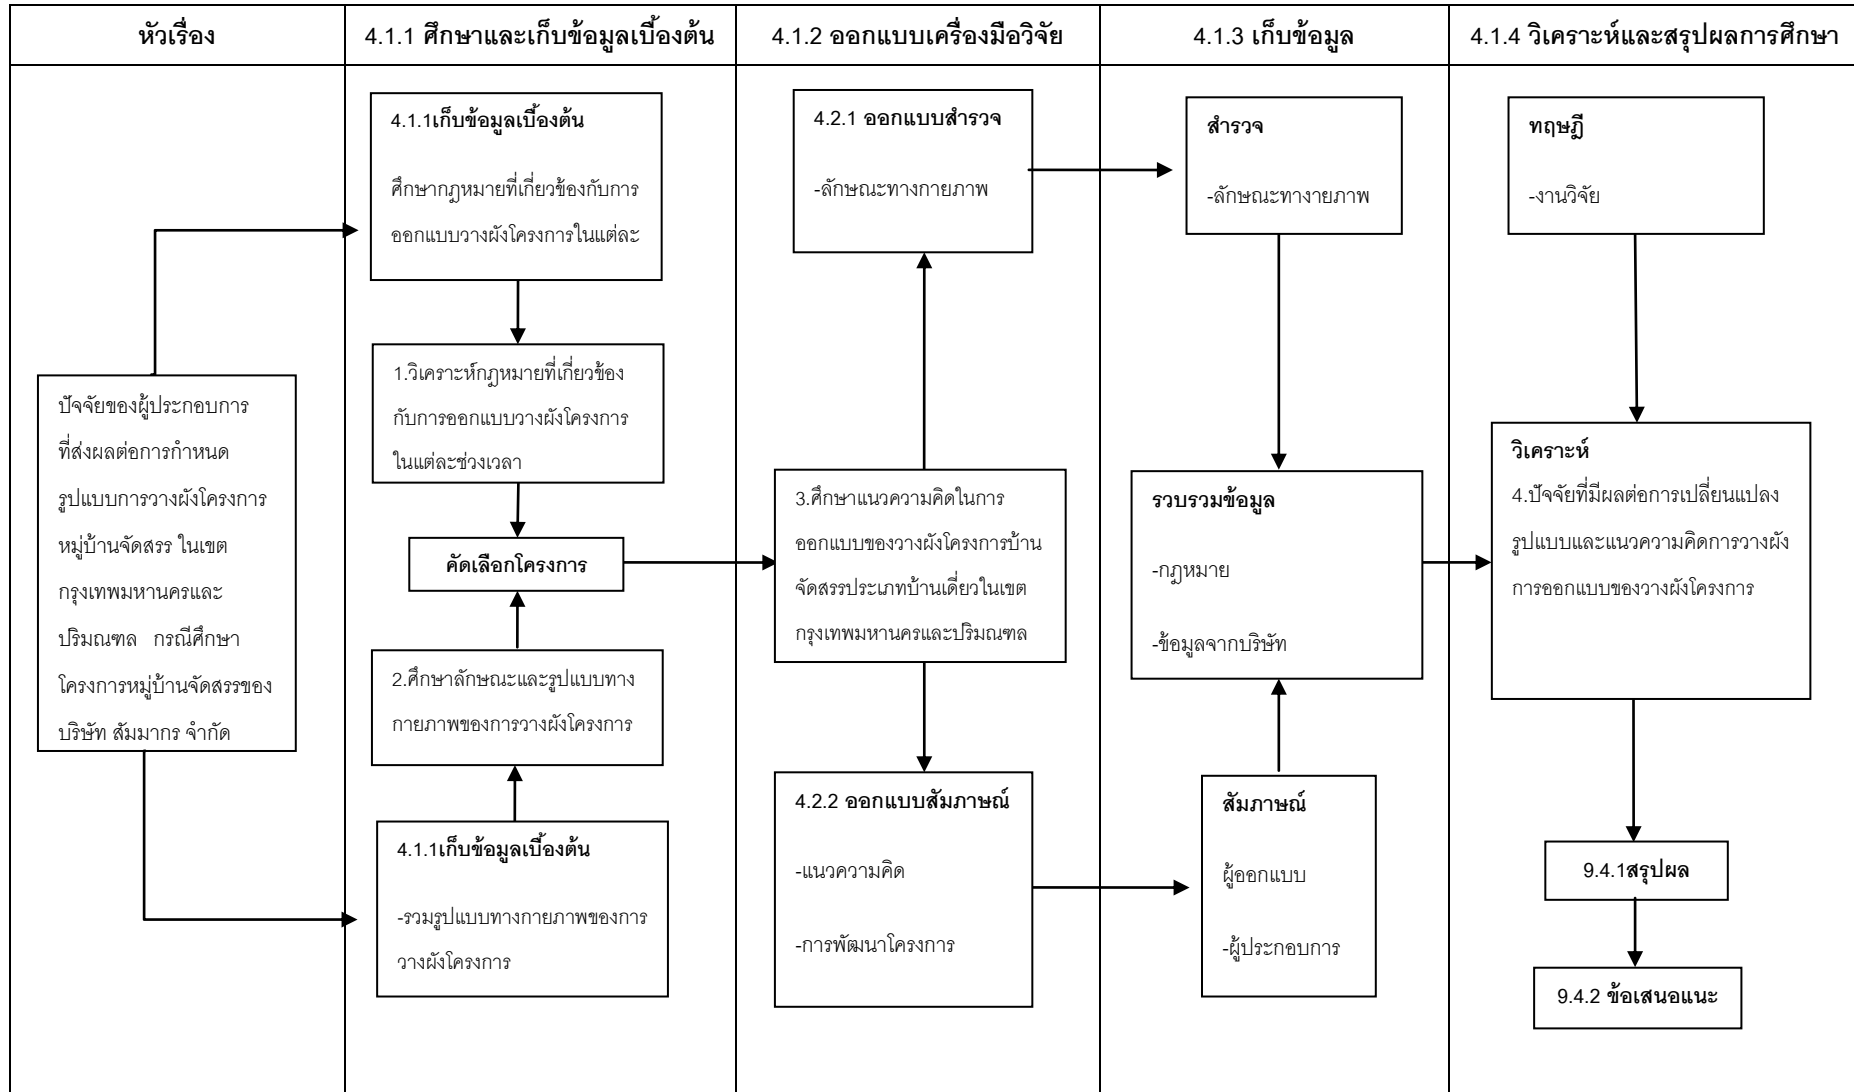 หัวเรื่อง
4.1.1 ศึกษาและเก็บข้อมูลเบื้องต้น
4.1.2 ออกแบบเครื่องมือวิจัย
4.1.3 เก็บข้อมูล
4.1.4 วิเคราะห์และสรุปผลการศึกษา
ปัจจัยของผู้ประกอบการ
ที่ส่งผลต่อการกำหนด
รูปแบบการวางผังโครงการ
หมู่บ้านจัดสรร ในเขต
กรุงเทพมหานครและ
ปริมณฑล กรณีศึกษา
โครงการหมู่บ้านจัดสรรของ
บริษัท สัมมากร จำกัด
4.1.1เก็บข้อมูลเบื้องต้น
ศึกษากฎหมายที่เกี่ยวข้องกับการ
ออกแบบวางผังโครงการในแต่ละ
1.วิเคราะห์กฎหมายที่เกี่ยวข้อง
กับการออกแบบวางผังโครงการ
ในแต่ละช่วงเวลา
คัดเลือกโครงการ
2.ศึกษาลักษณะและรูปแบบทาง
กายภาพของการวางผังโครงการ
4.1.1เก็บข้อมูลเบื้องต้น
-รวมรูปแบบทางกายภาพของการ
วางผังโครงการ
4.2.1 ออกแบบสำรวจ
-ลักษณะทางกายภาพ
3.ศึกษาแนวความคิดในการ
ออกแบบของวางผังโครงการบ้าน
จัดสรรประเภทบ้านเดี่ยวในเขต
กรุงเทพมหานครและปริมณฑล
4.2.2 ออกแบบสัมภาษณ์
-แนวความคิด
-การพัฒนาโครงการ
สำรวจ
-ลักษณะทางายภาพ
รวบรวมข้อมูล
-กฎหมาย
-ข้อมูลจากบริษัท
สัมภาษณ์
ผู้ออกแบบ
-ผู้ประกอบการ
ทฤษฎี
-งานวิจัย
วิเคราะห์
4.ปัจจัยที่มีผลต่อการเปลี่ยนแปลง
รูปแบบและแนวความคิดการวางผัง
การออกแบบของวางผังโครงการ
9.4.1สรุปผล
9.4.2 ข้อเสนอแนะ